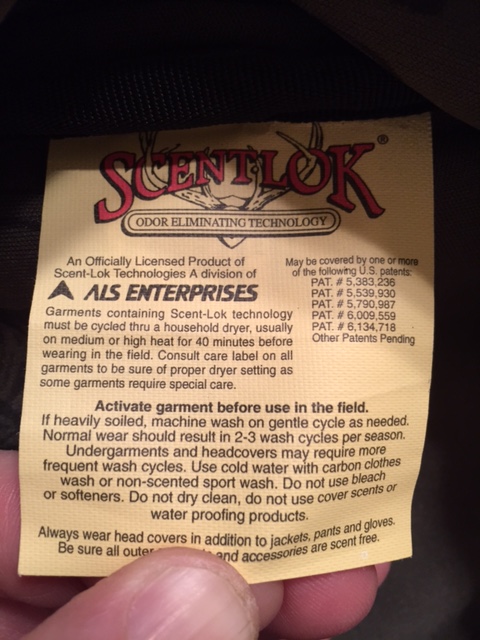 SCENT-LOK®
ODOR ELIMINATING TECHNOLOGY
An Officially Licensed Product of
Scent-Lok Technologies A division of
ALS ENTERPRISES
Garments containing Scent-Lok technology
must be cycled thru a household dryer, usually
on medium or high heat for 40 minutes before
wearing in the field. Consult care label on all
garments to be sure of proper dryer setting as
some garments require special care.
May be covered by one or more
of the following U.S. patents:
PAT. # 5,383,236
PAT. # 5,539,930
PAT. # 5,790,987
PAT. # 6,009,559
PAT. # 6,134,718
Other Patents Pending
Activate garment before use in the field.
If heavily soiled, machine wash on gentle cycle as needed.
Normal wear should result in 2-3 wash cycles per season.
Undergarments and headcovers may require more
frequent wash cycles. Use cold water with carbon clothes
wash or non-scented sport wash. Do not use bleach
or softeners. Do not dry clean, do not use cover scents or
water proofing products.
Always wear head covers in addition to jackets, pants and gloves.
Be sure all outer and accessories are scent free.